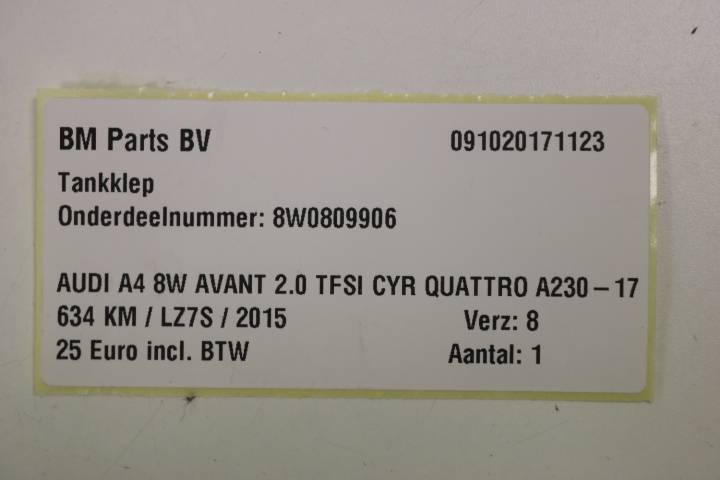 BM Parts BV 091020171123
Tankklep
Onderdeelnummer: 8W0809906
AUDI A4 8W AVANT 2.0 TFSI CYR QUATTRO A230-17
634 KM / LZ7S / 2015 Verz: 8
25 Euro incl. BTW Aantal: 1